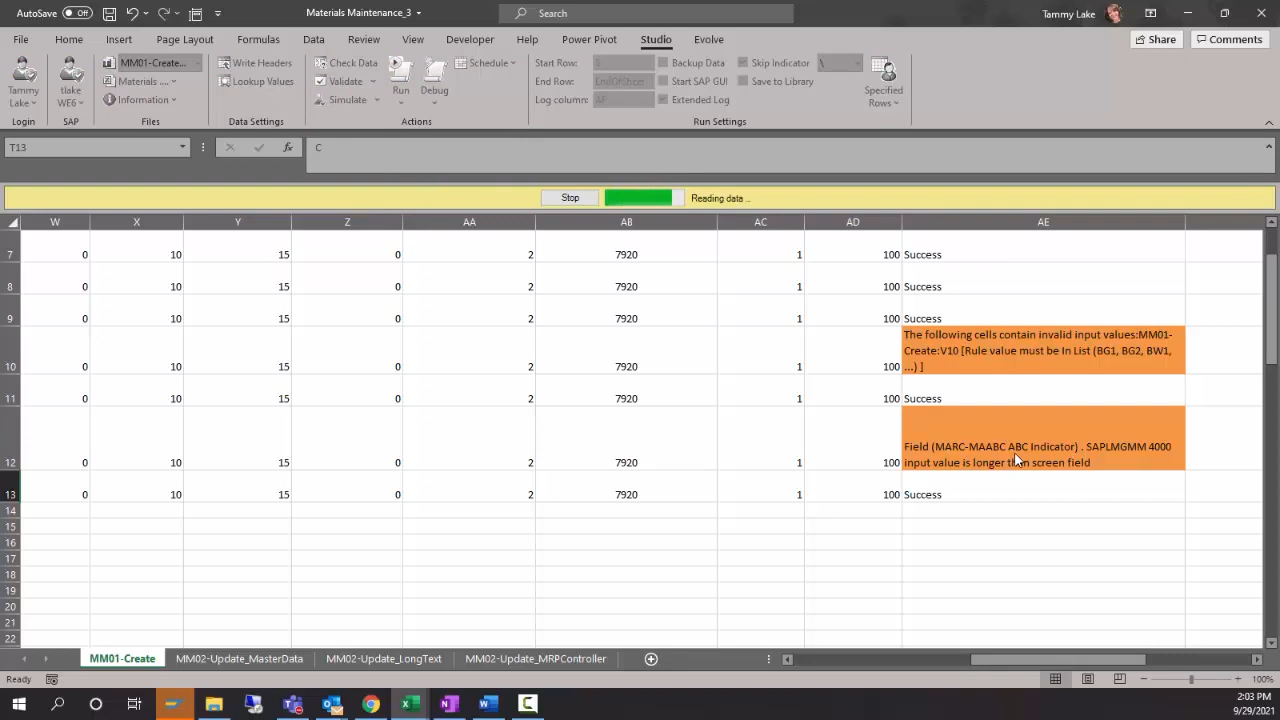 AutoSave Off
Materials Maintenance_3
Search
Tammy Lake
File Home Insert Page Layout Formulas Data Review View Developer Help Power Pivot Studio Evolve
Share Comments
MM01-Create...
Write Headers
Check Data
Schedule
Start Row:
Backup Data
Skip Indicator
\
Materials ....
Lookup Values
Validate
End Row: EndOfSheet
Start SAP GUI
Save to Library
Tammy
Lake
tlake
WE6
Information
Simulate
Run
Debug
Log column: AE
Extended Log
Specified
Rows
Login SAP Files Data Settings Actions Run Settings
T13
fx
C
Stop
Reading data ..
W X Y Z AA AB AC AD AE
7 0 10 15 0 2 7920 1 100 Success
8 0 10 15 0 2 7920 1 100 Success
9 0 10 15 0 2 7920 1 100 Success
The following cells contain invalid input values:MM01-
Create:V10 [Rule value must be In List (BG1, BG2, BW1,
10 0 10 15 0 2 7920 1 100 ...) ]
11 0 10 15 0 2 7920 1 100 Success
Field (MARC-MAABC ABC Indicator) . SAPLMGMM 4000
12 0 10 15 0 2 7920 1 100 input value is longer than screen field
13 0 10 15 0 2 7920 1 100 Success
14
15
16
17
18
19
20
21
22
MM01-Create MM02-Update_MasterData MM02-Update_LongText MM02-Update_MRPController
Ready
100%
2:03 PM
9/29/2021